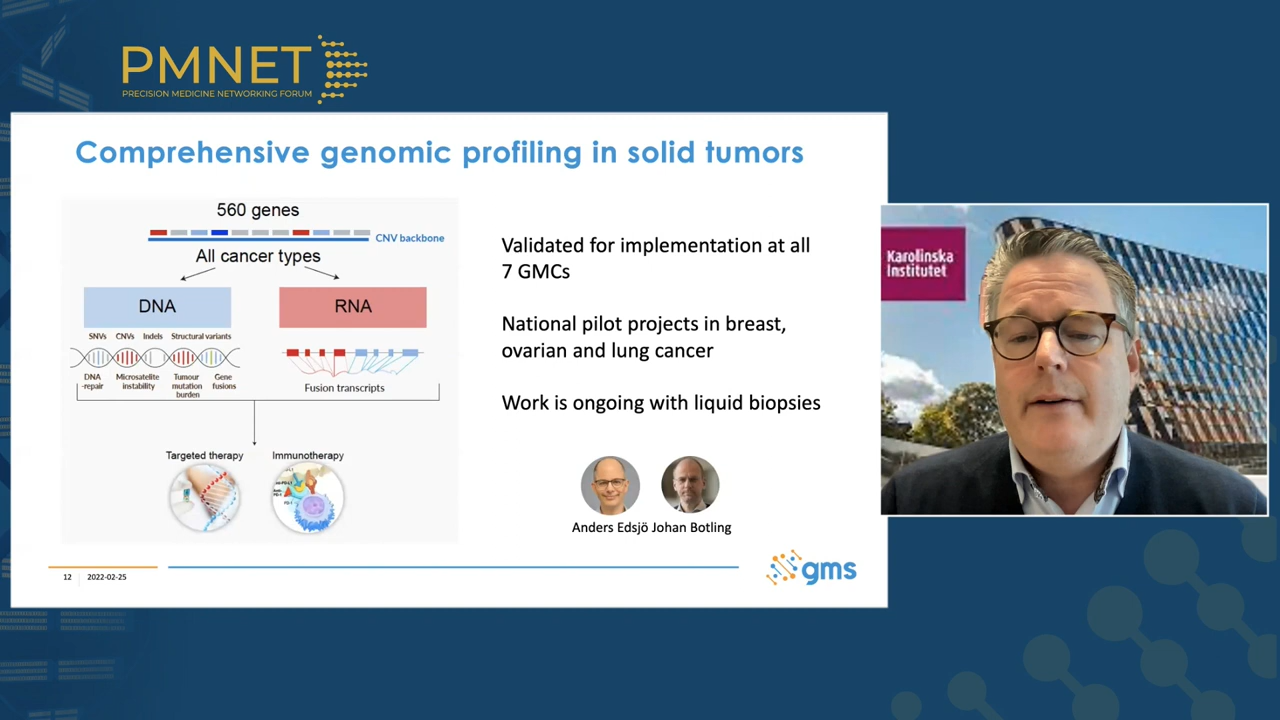 PMNET
PRECISION MEDICINE NETWORKING FORUM
Comprehensive genomic profiling in solid tumors
560 genes
CNV backbone
All cancer types
DNA
RNA
SNVs CNVs Indels Structural variants
DNA
-repair
Microsatelite
instability
Tumour
mutation
burden
Gene
fusions
Fusion transcripts
Targeted therapy
Immunotherapy
PD-1
Validated for implementation at all
7 GMCs
National pilot projects in breast,
ovarian and lung cancer
Work is ongoing with liquid biopsies
Anders Edsjö Johan Botling
12 2022-02-25
gms
Karolinska
Institutet